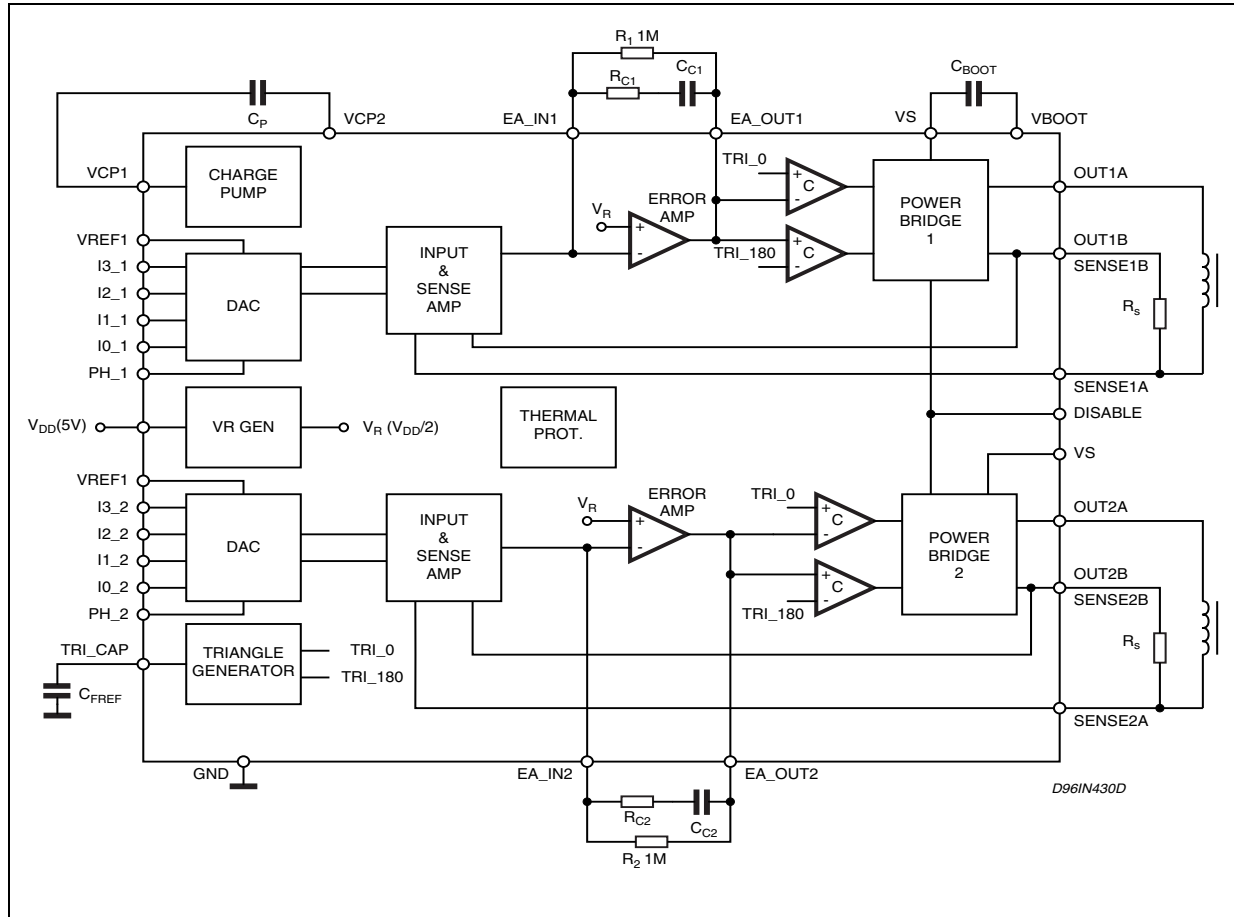 R1 1M
RC1
CC1
CBOOT
CP
VCP2
EA_IN1
EA_OUT1
VS
VBOOT
VCP1
CHARGE
PUMP
TRI_0
+
C
-
POWER
BRIDGE
1
OUT1A
VREF1
I3_1
I2_1
I1_1
I0_1
PH_1
DAC
INPUT
&
SENSE
AMP
VR
+
-
ERROR
AMP
TRI_180
+
C
-
OUT1B
SENSE1B
Rs
SENSE1A
DISABLE
VDD(5V)
VR GEN
VR (VDD/2)
THERMAL
PROT.
VS
VREF1
I3_2
I2_2
I1_2
I0_2
PH_2
DAC
INPUT
&
SENSE
AMP
VR
+
-
ERROR
AMP
TRI_0
+
C
-
+
C
-
TRI_180
POWER
BRIDGE
2
OUT2A
OUT2B
SENSE2B
Rs
SENSE2A
TRI_CAP
CFREF
TRIANGLE
GENERATOR
TRI_0
TRI_180
GND
EA_IN2
EA_OUT2
RC2
CC2
R2 1M
D96IN430D